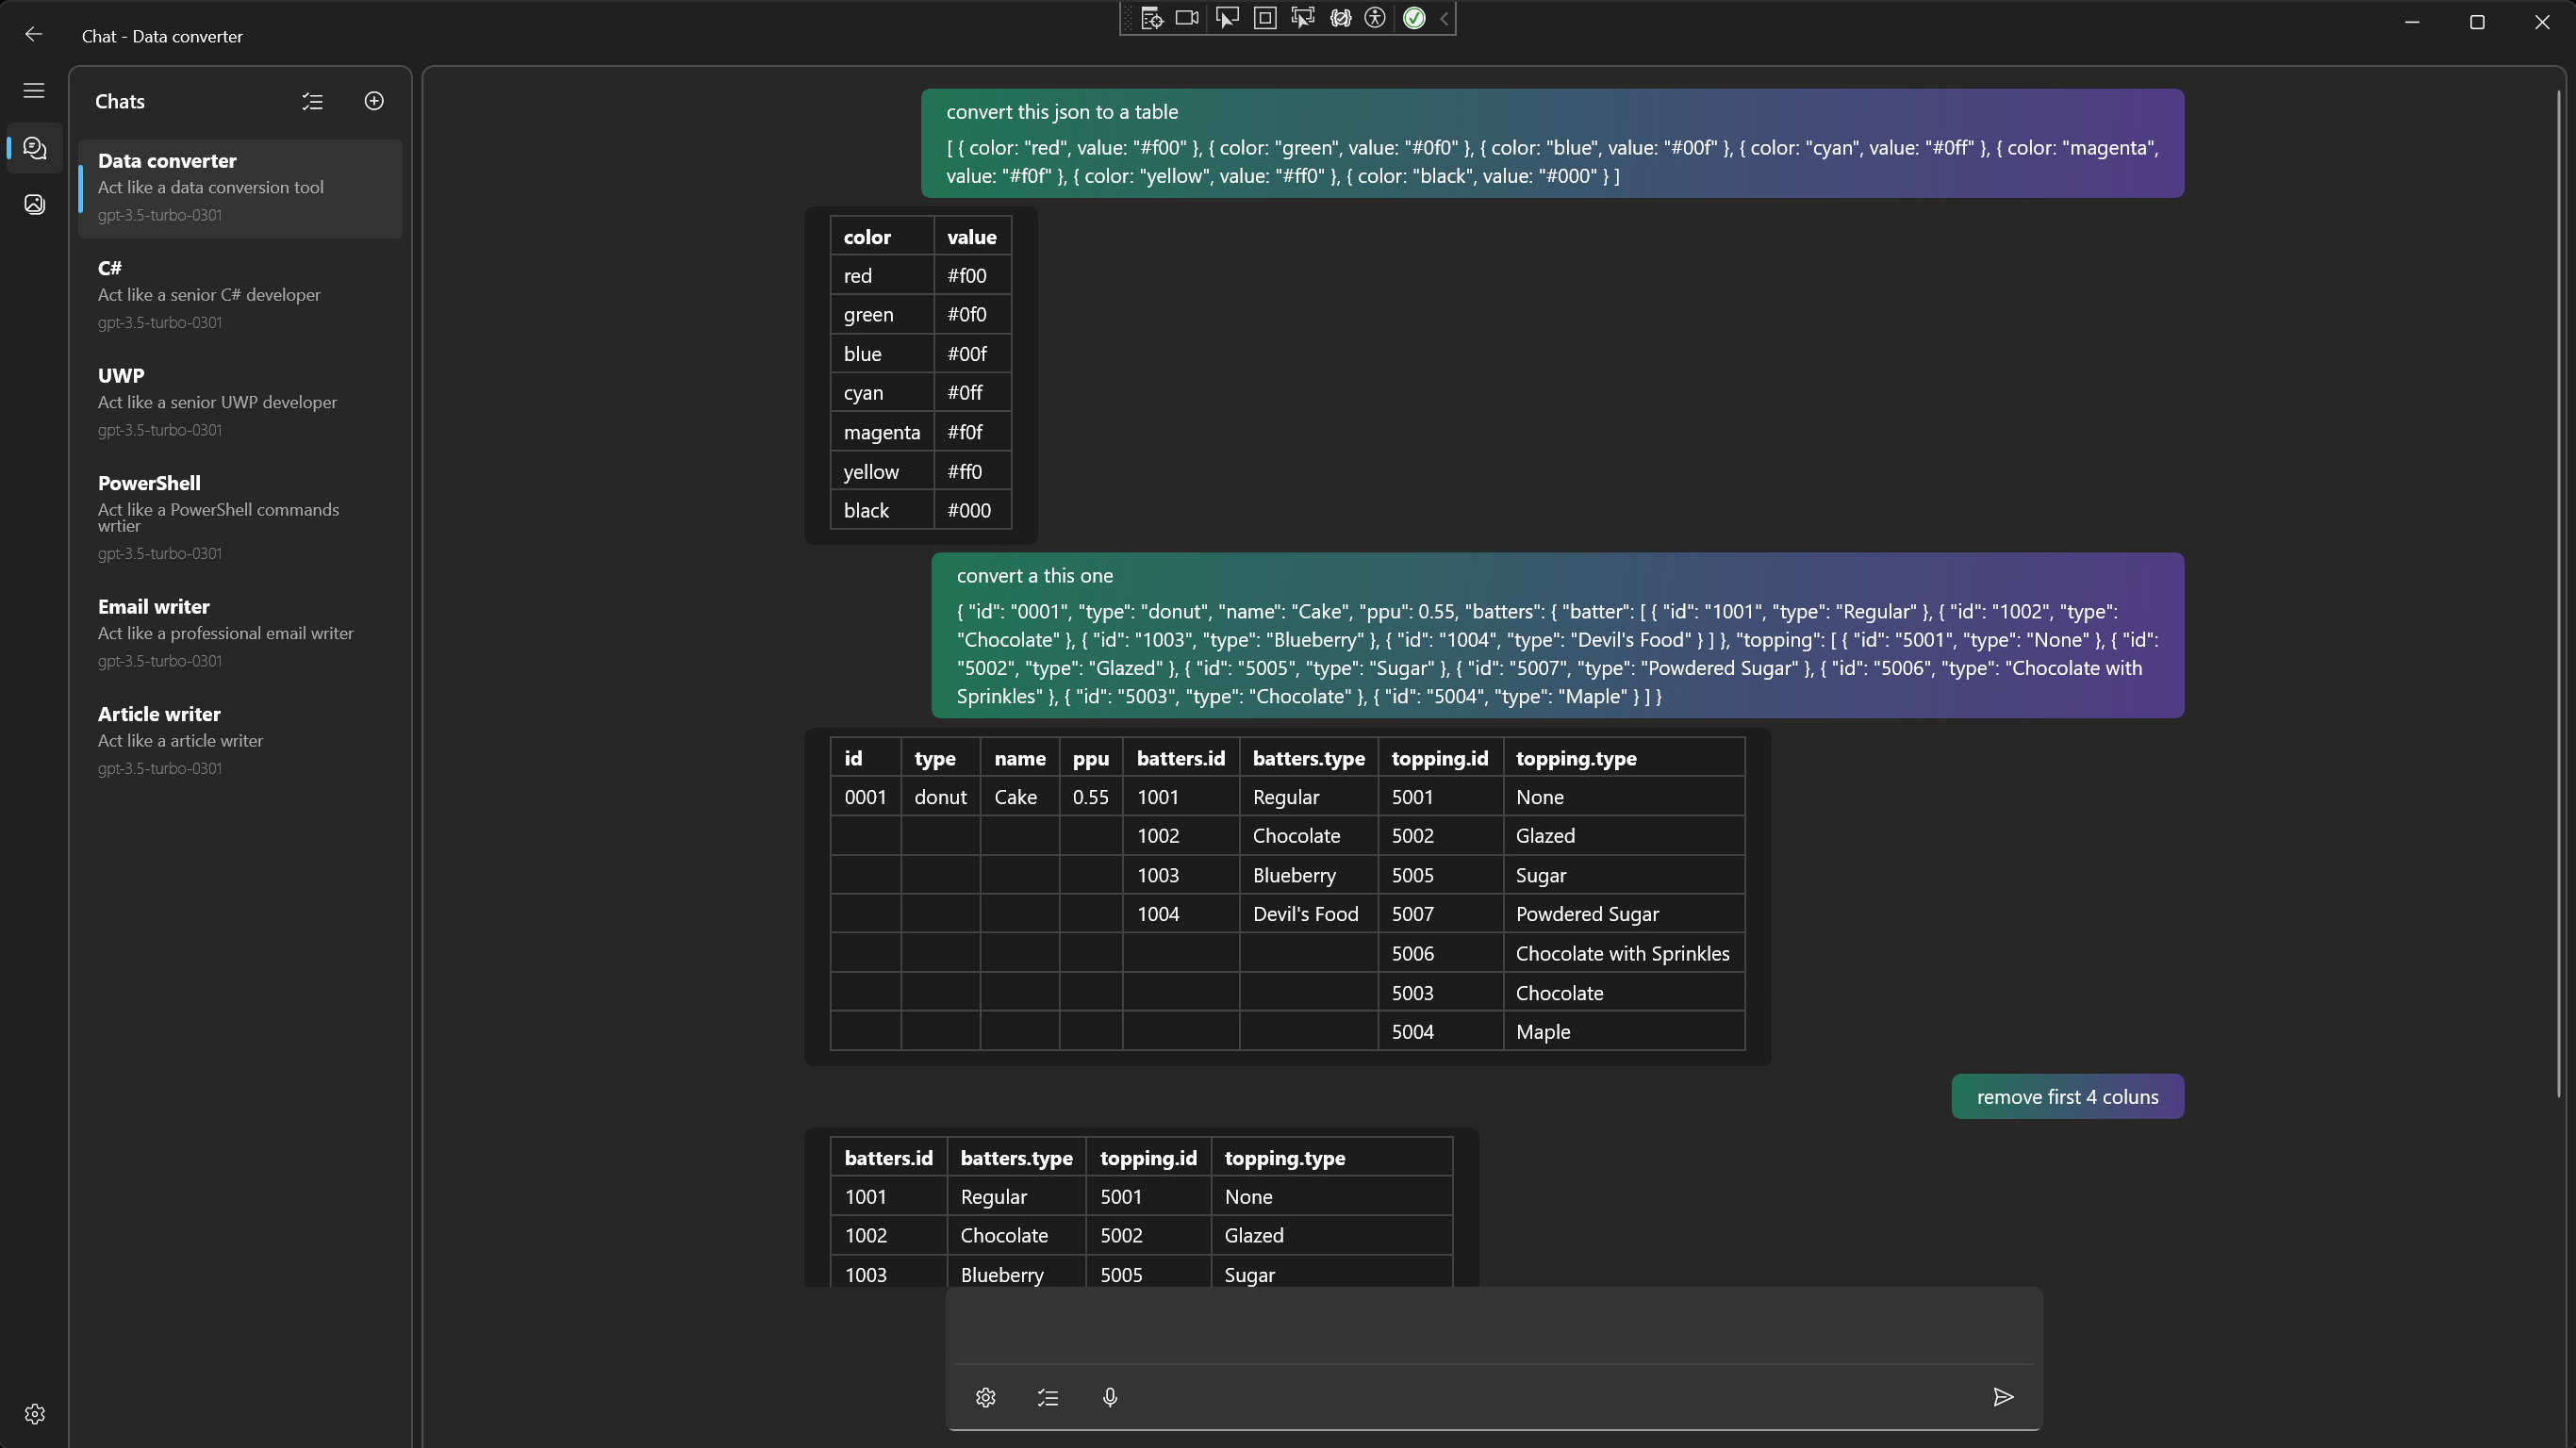 Chat - Data converter
Chats
Data converter
Act like a data conversion tool
gpt-3.5-turbo-0301
C#
Act like a senior C# developer
gpt-3.5-turbo-0301
UWP
Act like a senior UWP developer
gpt-3.5-turbo-0301
PowerShell
Act like a PowerShell commands
wrtier
gpt-3.5-turbo-0301
Email writer
Act like a professional email writer
gpt-3.5-turbo-0301
Article writer
Act like a article writer
gpt-3.5-turbo-0301
convert this json to a table
[ { color: "red", value: "#f00" }, { color: "green", value: "#0f0" }, { color: "blue", value: "#00f" }, { color: "cyan", value: "#0ff" }, { color: "magenta",
value: "#f0f" }, { color: "yellow", value: "#ff0" }, { color: "black", value: "#000" } ]
color value
red #f00
green #0f0
blue #00f
cyan #0ff
magenta #f0f
yellow #ff0
black #000
convert a this one
{ "id": "0001", "type": "donut", "name": "Cake", "ppu": 0.55, "batters": { "batter": [ { "id": "1001", "type": "Regular" }, { "id": "1002", "type":
"Chocolate" }, { "id": "1003", "type": "Blueberry" }, { "id": "1004", "type": "Devil's Food" } ] }, "topping": [ { "id": "5001", "type": "None" }, { "id":
"5002", "type": "Glazed" }, { "id": "5005", "type": "Sugar" }, { "id": "5007", "type": "Powdered Sugar" }, { "id": "5006", "type": "Chocolate with
Sprinkles" }, { "id": "5003", "type": "Chocolate" }, { "id": "5004", "type": "Maple" } ] }
id type name ppu batters.id batters.type topping.id topping.type
0001 donut Cake 0.55 1001 Regular 5001 None
1002 Chocolate 5002 Glazed
1003 Blueberry 5005 Sugar
1004 Devil's Food 5007 Powdered Sugar
5006 Chocolate with Sprinkles
5003 Chocolate
5004 Maple
remove first 4 coluns
batters.id batters.type topping.id topping.type
1001 Regular 5001 None
1002 Chocolate 5002 Glazed
1003 Blueberry 5005 Sugar